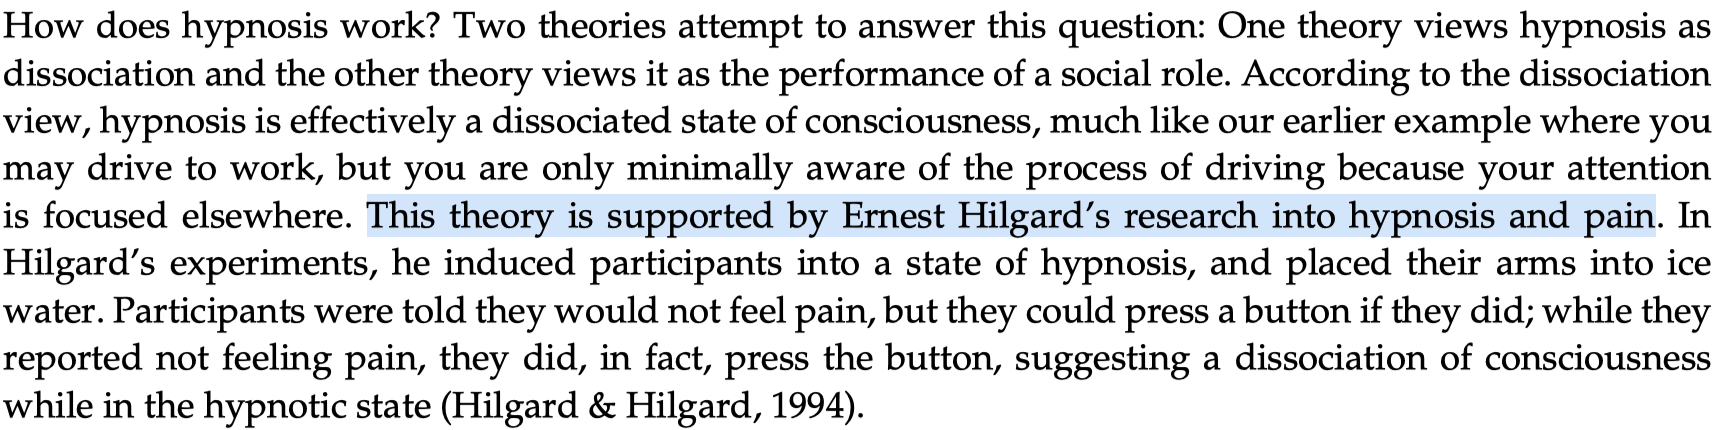 How does hypnosis work? Two theories attempt to answer this question: One theory views hypnosis as
dissociation and the other theory views it as the performance of a social role. According to the dissociation
view, hypnosis is effectively a dissociated state of consciousness, much like our earlier example where you
may drive to work, but you are only minimally aware of the process of driving because your attention
is focused elsewhere. This theory is supported by Ernest Hilgard’s research into hypnosis and pain. In
Hilgard’s experiments, he induced participants into a state of hypnosis, and placed their arms into ice
water. Participants were told they would not feel pain, but they could press a button if they did; while they
reported not feeling pain, they did, in fact, press the button, suggesting a dissociation of consciousness
while in the hypnotic state (Hilgard & Hilgard, 1994).